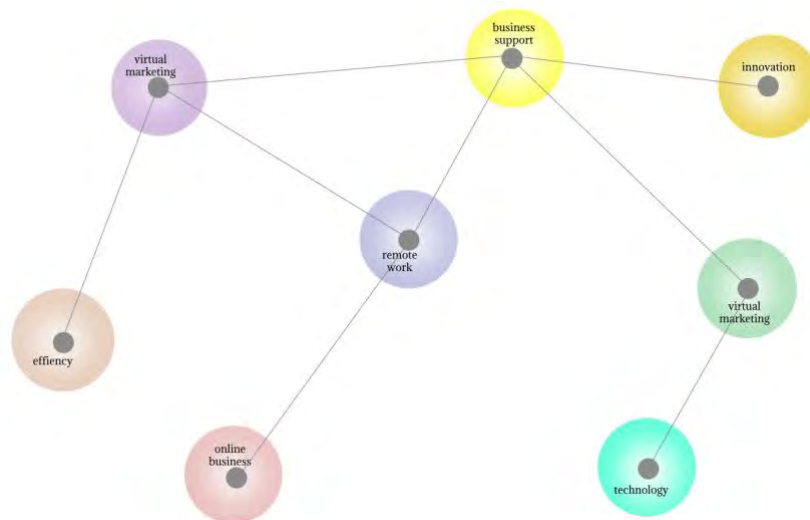 business
support
virtual
marketing
innovation
remote
work
virtual
marketing
effiency
online
business
technology